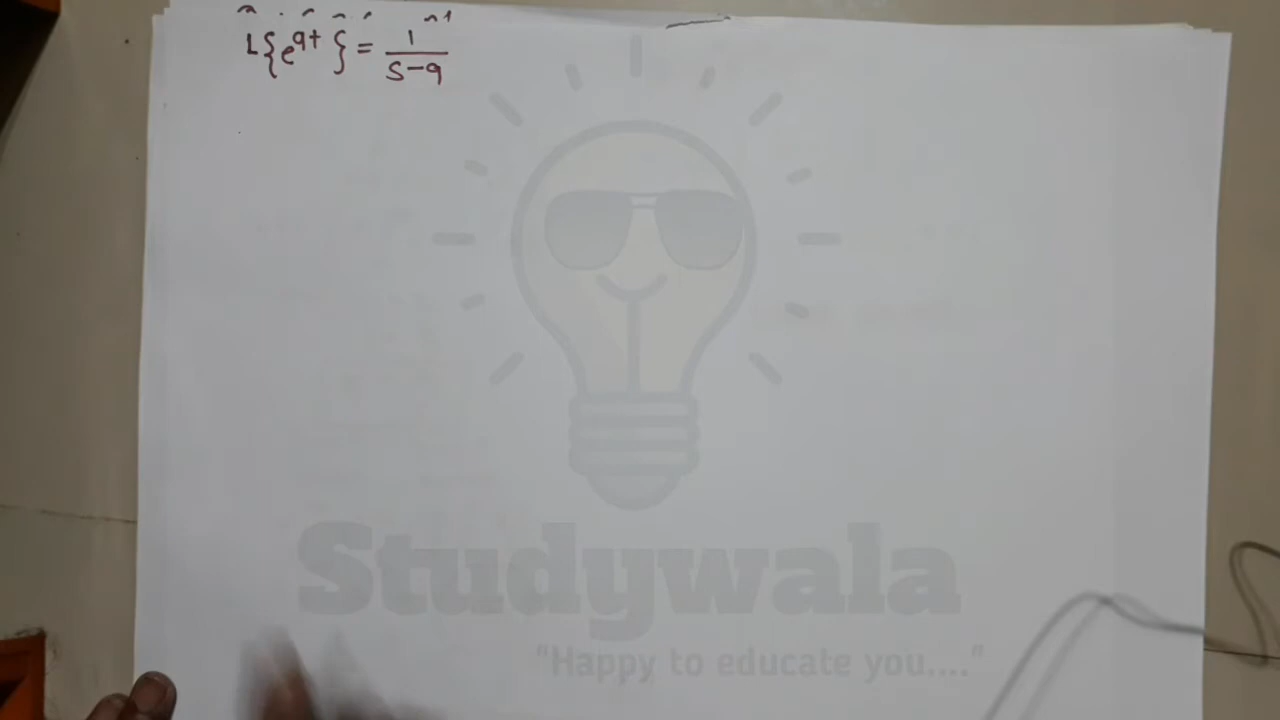 L{e^at} = 1/(s-a)
Studywala
"Happy to educate you...."